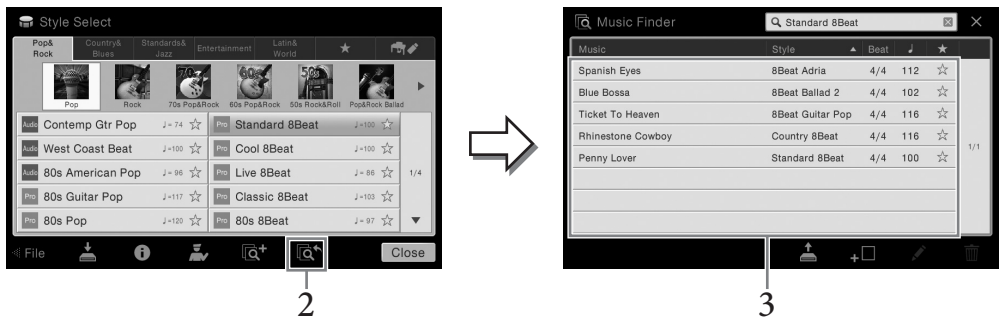 Style Select
Pop& Rock
Country& Blues
Standards& Jazz
Entertainment
Latin& World
★
Pop
Rock
70s Pop&Rock
60s Pop&Rock
50s Rock&Roll
Pop&Rock Ballad
Audio Contemp Gtr Pop ♩= 74 ☆
Pro Standard 8Beat ♩=100 ☆
Audio West Coast Beat ♩=100 ☆
Pro Cool 8Beat ♩=100 ☆
Audio 80s American Pop ♩= 96 ☆
Pro Live 8Beat ♩= 86 ☆
1/4
Pro 80s Guitar Pop ♩=117 ☆
Pro Classic 8Beat ♩=103 ☆
Pro 80s Pop ♩=120 ☆
Pro 80s 8Beat ♩= 97 ☆
File
Close
2
Music Finder
Standard 8Beat
Music Style ▲ Beat ♩ ★
Spanish Eyes 8Beat Adria 4/4 112 ☆
Blue Bossa 8Beat Ballad 2 4/4 102 ☆
Ticket To Heaven 8Beat Guitar Pop 4/4 116 ☆
Rhinestone Cowboy Country 8Beat 4/4 116 ☆
Penny Lover Standard 8Beat 4/4 100 ☆
1/1
3